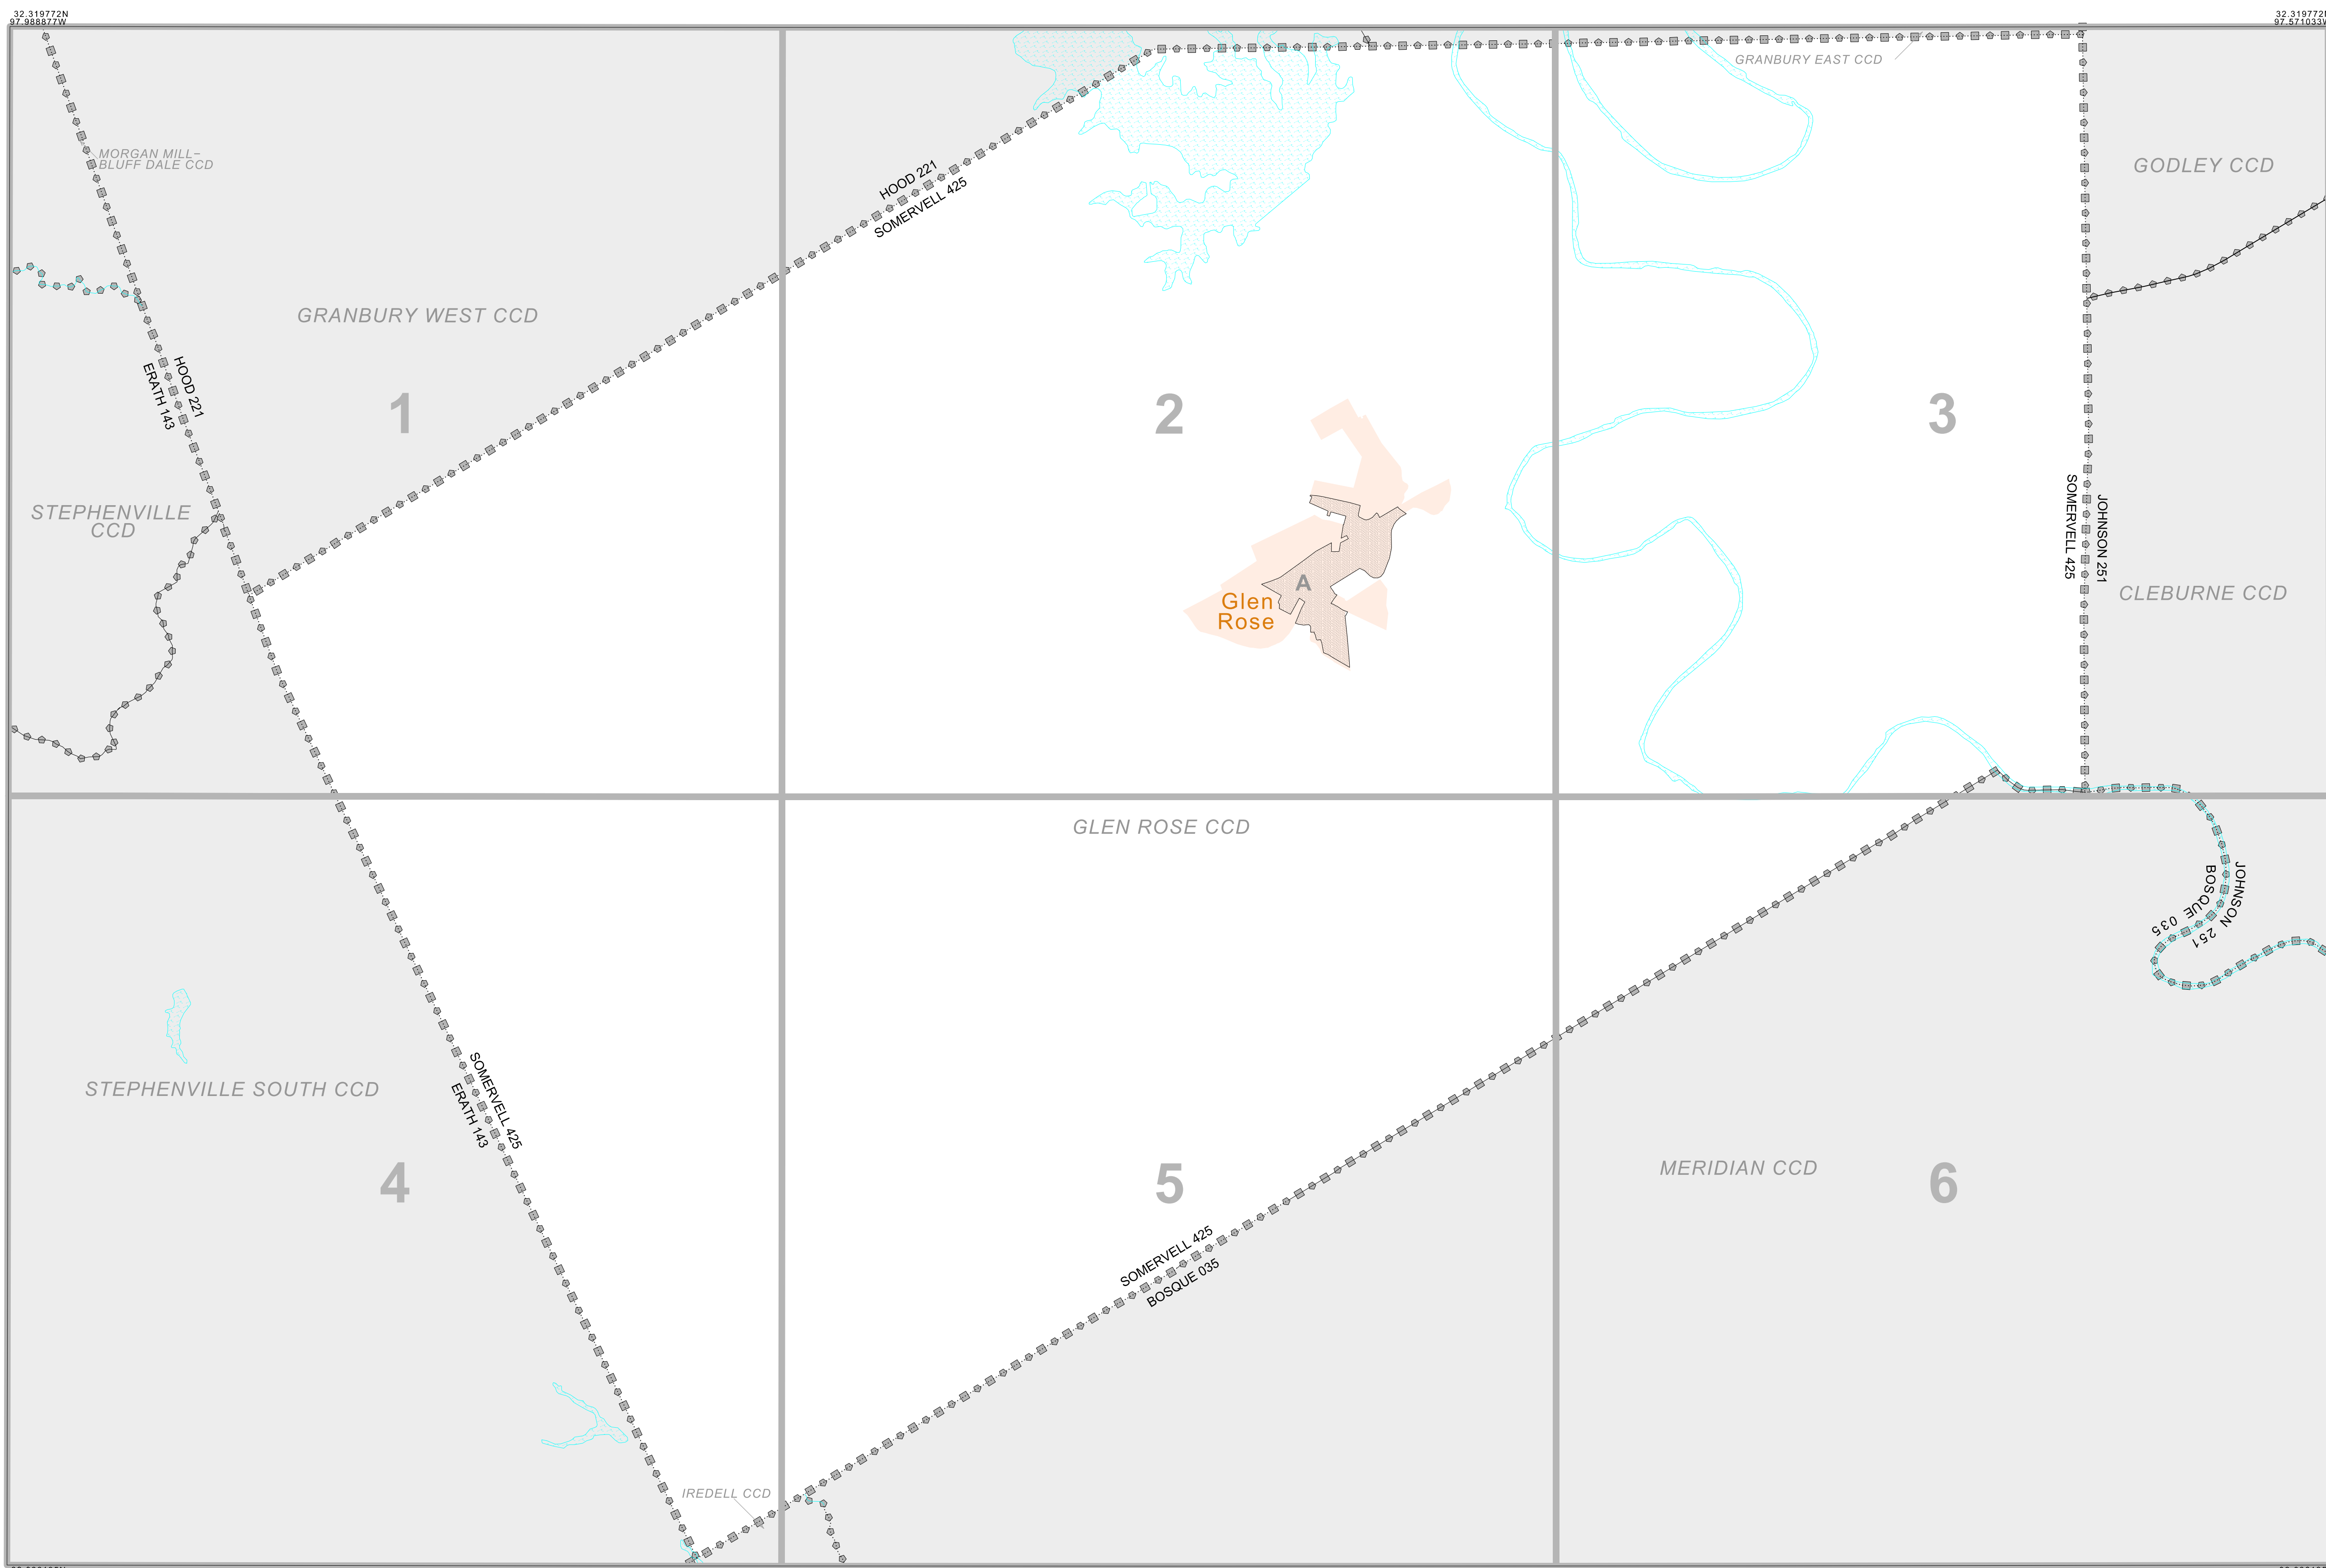 32.319772N
97.988877W
32.319772N
97.571033W
GRANBURY EAST CCD
MORGAN MILL–
BLUFF DALE CCD
GODLEY CCD
HOOD 221
SOMERVELL 425
GRANBURY WEST CCD
HOOD 221
ERATH 143
1
2
3
STEPHENVILLE
CCD
SOMERVELL 425
JOHNSON 251
A
Glen
Rose
CLEBURNE CCD
GLEN ROSE CCD
JOHNSON 251
BOSQUE 035
STEPHENVILLE SOUTH CCD
SOMERVELL 425
ERATH 143
MERIDIAN CCD
4
5
6
SOMERVELL 425
BOSQUE 035
IREDELL CCD